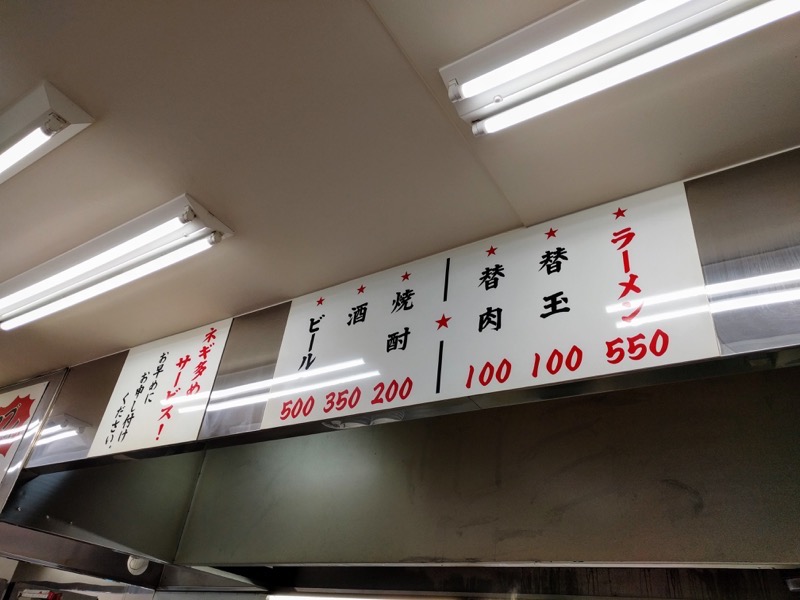 ★ラーメン 550
★替玉 100
★替肉 100
★
★焼酎 200
★酒 350
★ビール 500
ネギ多め
サービス!
お早めに
お申し付け
ください。